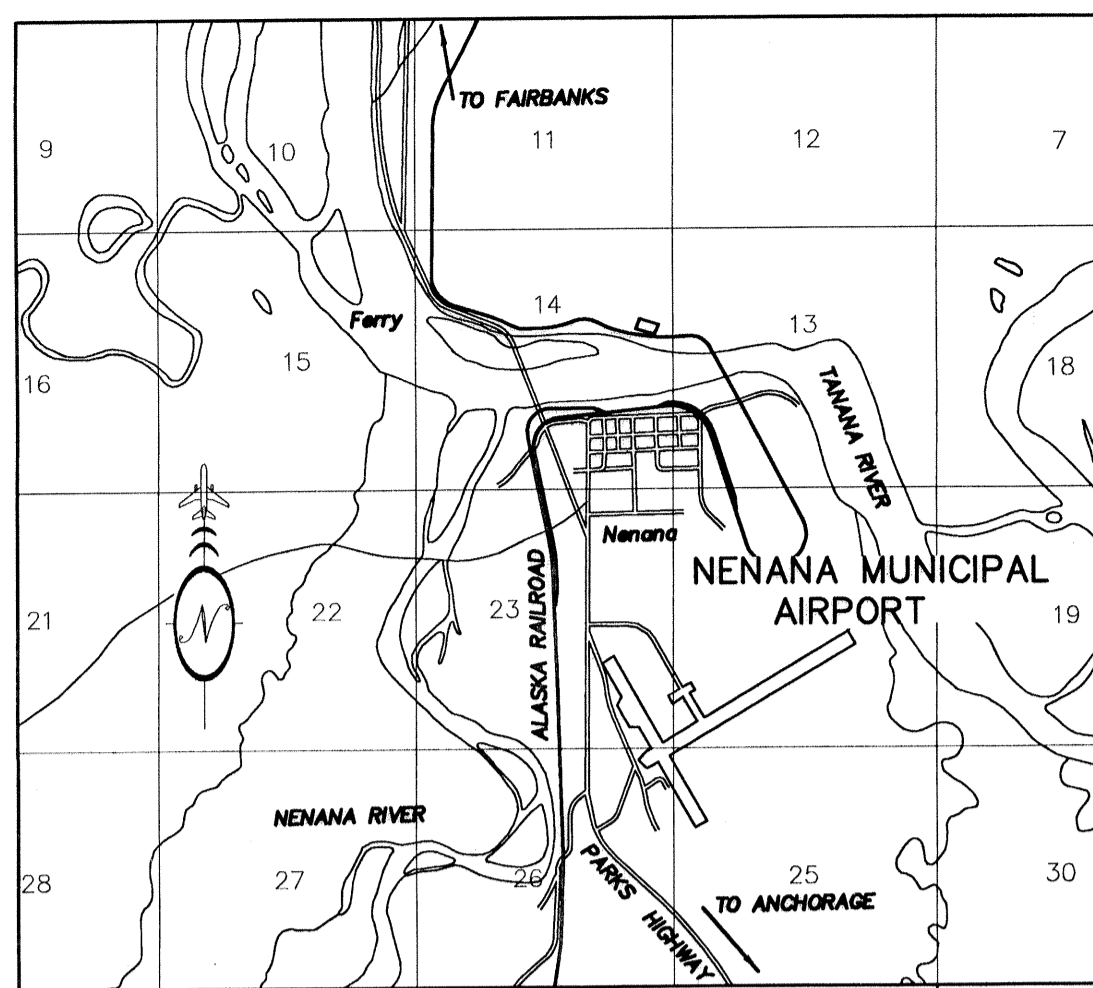 TO FAIRBANKS
9
10
11
12
7
Ferry
14
13
15
16
18
TANANA RIVER
Nenana
NENANA MUNICIPAL
AIRPORT
21
N
22
23
19
ALASKA RAILROAD
NENANA RIVER
28
27
26
25
30
PARKS HIGHWAY
TO ANCHORAGE